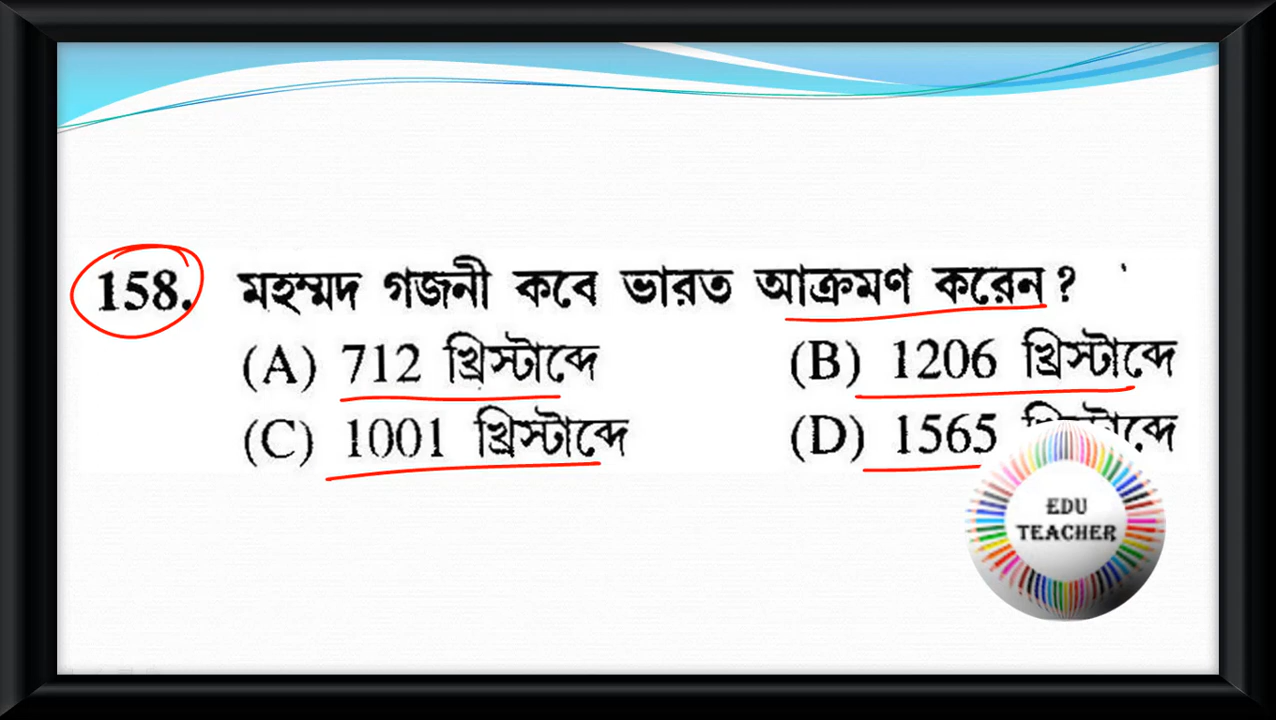 158. মহম্মদ গজনী কবে ভারত আক্রমণ করেন ?
(A) 712 খ্রিস্টাব্দে (B) 1206 খ্রিস্টাব্দে
(C) 1001 খ্রিস্টাব্দে (D) 1565 খ্রিস্টাব্দে
EDU
TEACHER